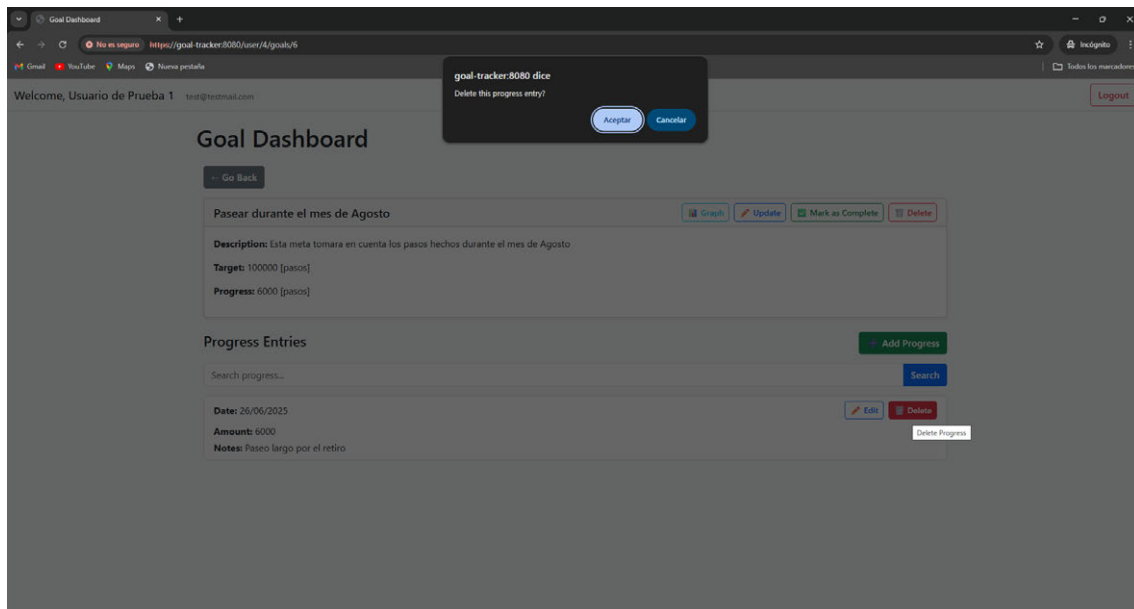 Goal Dashboard
No es seguro https://goal-tracker:8080/user/4/goals/6
Incógnito
Gmail YouTube Maps Nueva pestaña
Todos los marcadores
goal-tracker:8080 dice
Delete this progress entry?
Aceptar Cancelar
Welcome, Usuario de Prueba 1 test@testmail.com
Logout
Goal Dashboard
← Go Back
Pasear durante el mes de Agosto
Graph Update Mark as Complete Delete
Description: Esta meta tomara en cuenta los pasos hechos durante el mes de Agosto
Target: 100000 [pasos]
Progress: 6000 [pasos]
Progress Entries
Add Progress
Search progress...
Search
Date: 26/06/2025
Edit Delete
Amount: 6000
Delete Progress
Notes: Paseo largo por el retiro